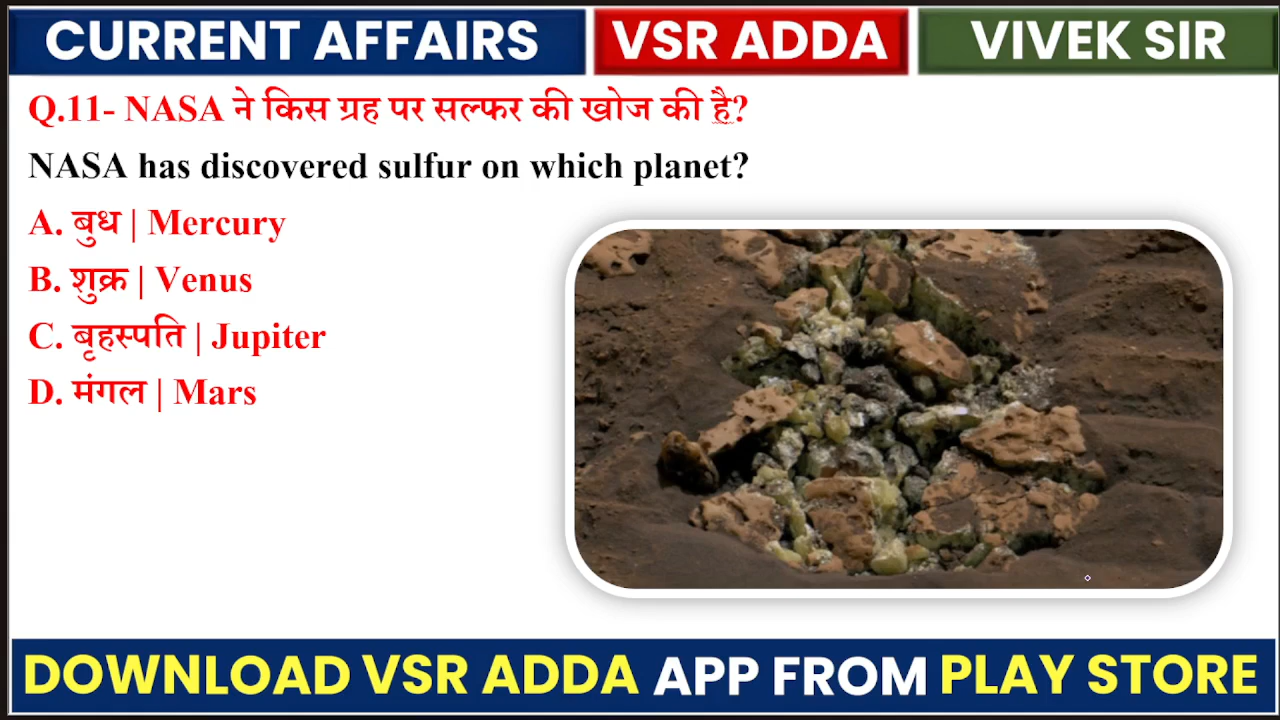 CURRENT AFFAIRS
VSR ADDA
VIVEK SIR
Q.11- NASA ने किस ग्रह पर सल्फर की खोज की है?
NASA has discovered sulfur on which planet?
A. बुध | Mercury
B. शुक्र | Venus
C. बृहस्पति | Jupiter
D. मंगल | Mars
DOWNLOAD VSR ADDA APP FROM PLAY STORE